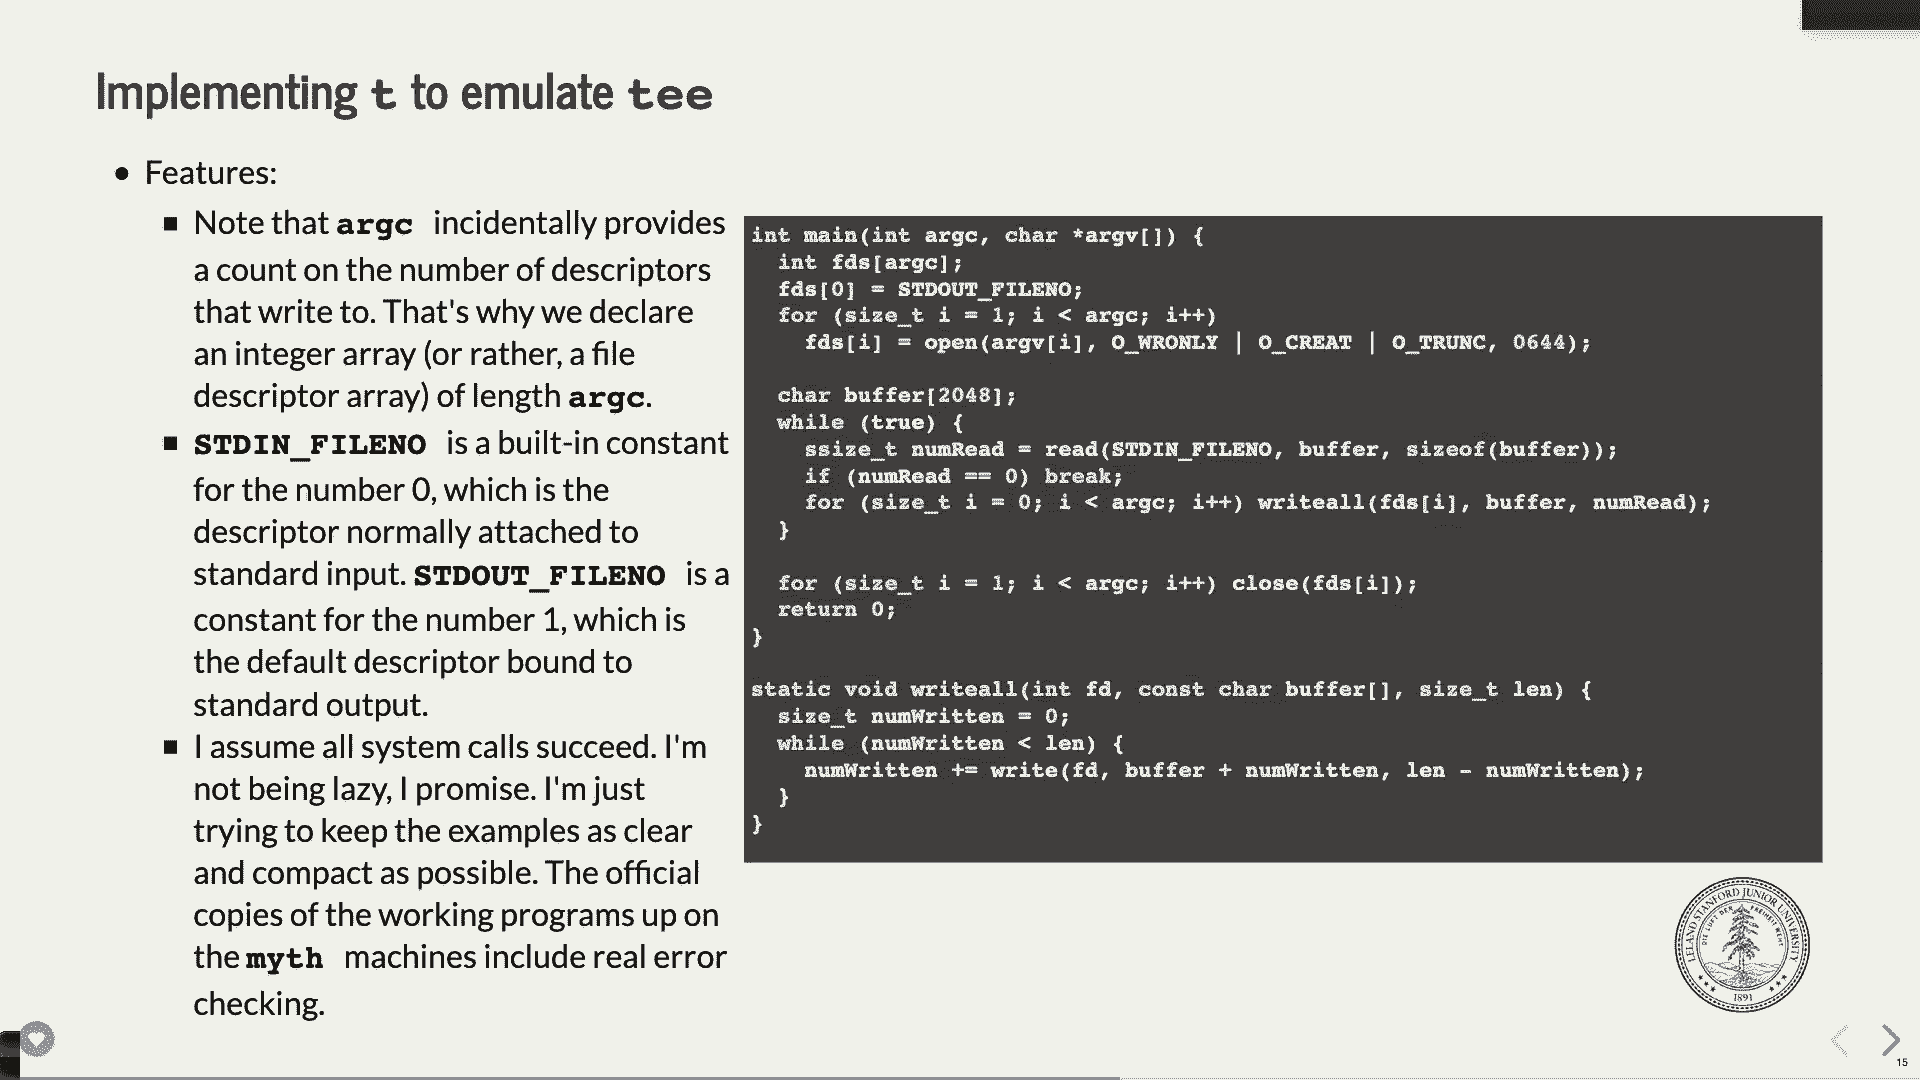 Implementing t to emulate tee
• Features:
▪ Note that argc incidentally provides
a count on the number of descriptors
that write to. That's why we declare
an integer array (or rather, a file
descriptor array) of length argc.
▪ STDIN_FILENO is a built-in constant
for the number 0, which is the
descriptor normally attached to
standard input. STDOUT_FILENO is a
constant for the number 1, which is
the default descriptor bound to
standard output.
▪ I assume all system calls succeed. I'm
not being lazy, I promise. I'm just
trying to keep the examples as clear
and compact as possible. The official
copies of the working programs up on
the myth machines include real error
checking.
int main(int argc, char *argv[]) {
  int fds[argc];
  fds[0] = STDOUT_FILENO;
  for (size_t i = 1; i < argc; i++)
    fds[i] = open(argv[i], O_WRONLY | O_CREAT | O_TRUNC, 0644);
  char buffer[2048];
  while (true) {
    ssize_t numRead = read(STDIN_FILENO, buffer, sizeof(buffer));
    if (numRead == 0) break;
    for (size_t i = 0; i < argc; i++) writeall(fds[i], buffer, numRead);
  }
  for (size_t i = 1; i < argc; i++) close(fds[i]);
  return 0;
}
static void writeall(int fd, const char buffer[], size_t len) {
  size_t numWritten = 0;
  while (numWritten < len) {
    numWritten += write(fd, buffer + numWritten, len - numWritten);
  }
}
LELAND STANFORD JUNIOR UNIVERSITY
DIE LUFT DER FREIHEIT WEHT
1891
15